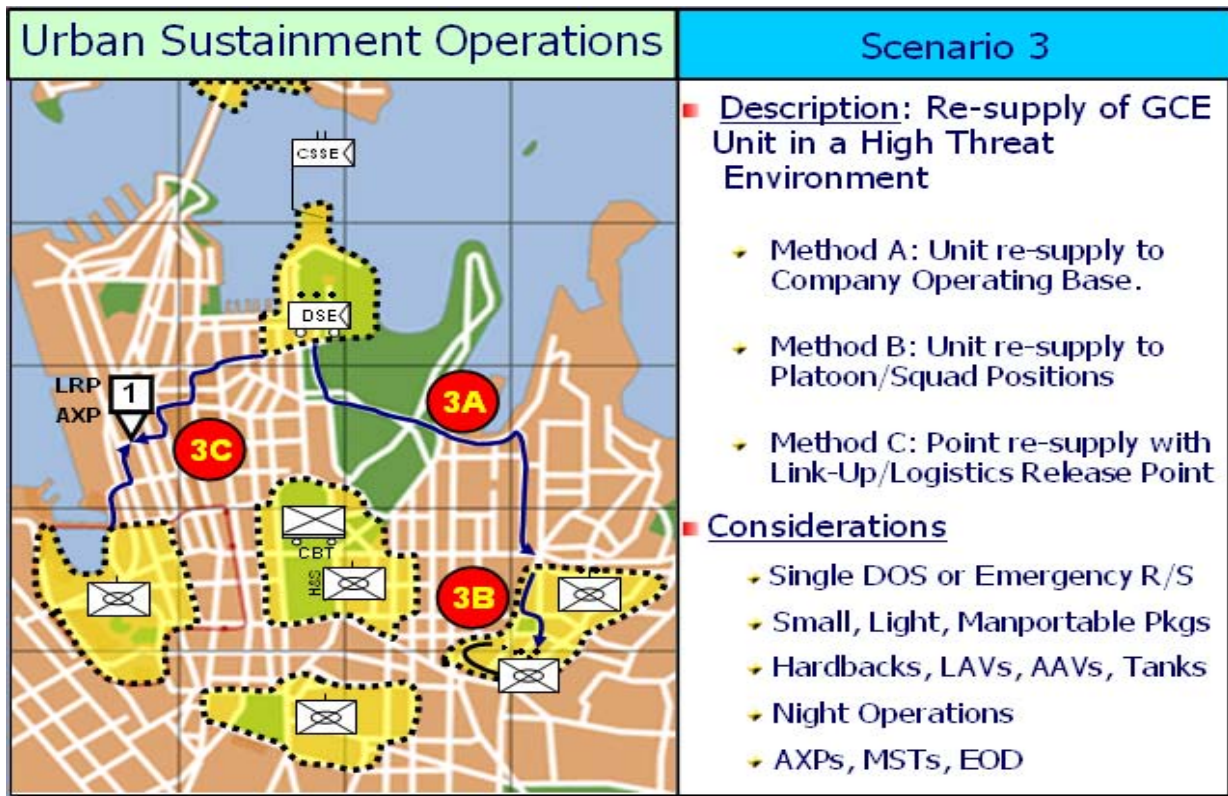 Urban Sustainment Operations
Scenario 3
CSSE
DSE
LRP
1
AXP
3A
3C
CBT
H&S
3B
Description: Re-supply of GCE
Unit in a High Threat
Environment
Method A: Unit re-supply to
Company Operating Base.
Method B: Unit re-supply to
Platoon/Squad Positions
Method C: Point re-supply with
Link-Up/Logistics Release Point
Considerations
Single DOS or Emergency R/S
Small, Light, Manportable Pkgs
Hardbacks, LAVs, AAVs, Tanks
Night Operations
AXPs, MSTs, EOD